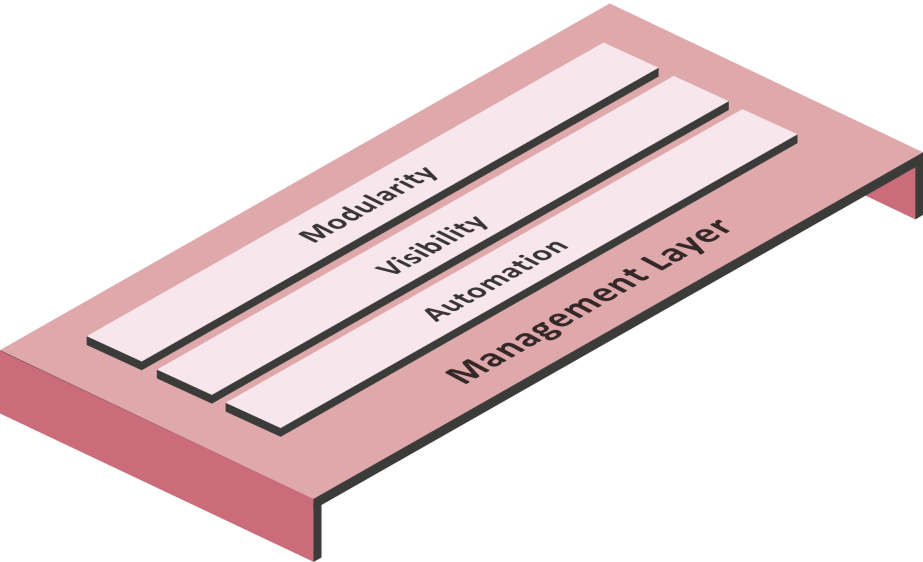 Modularity
Visibility
Automation
Management Layer